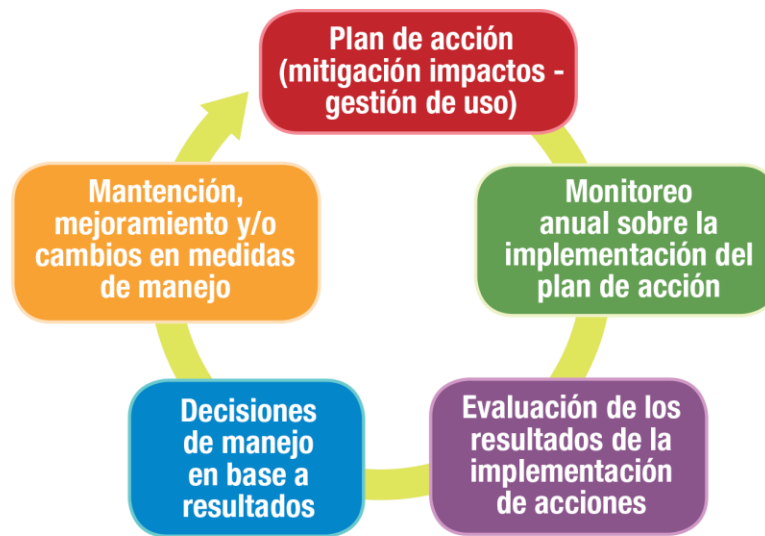 Plan de acción
(mitigación impactos -
gestión de uso)
Monitoreo
anual sobre la
implementación del
plan de acción
Evaluación de los
resultados de la
implementación
de acciones
Decisiones
de manejo
en base a
resultados
Mantención,
mejoramiento y/o
cambios en medidas
de manejo